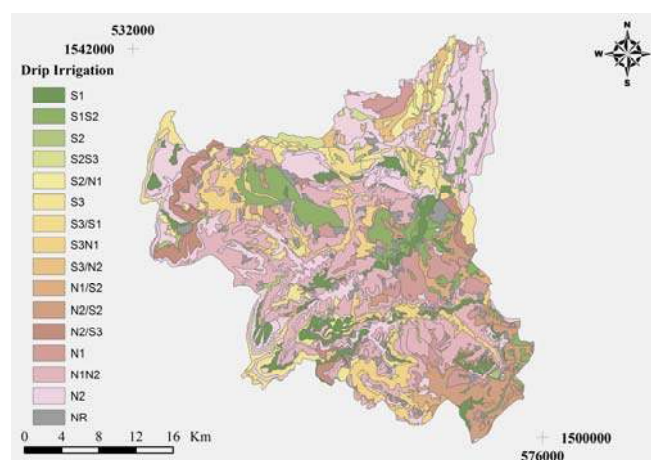 532000
1542000
N
W E
S
Drip Irrigation
S1
S1S2
S2
S2S3
S2/N1
S3
S3/S1
S3N1
S3/N2
N1/S2
N2/S2
N2/S3
N1
N1N2
N2
NR
0 4 8 12 16 Km
1500000
576000